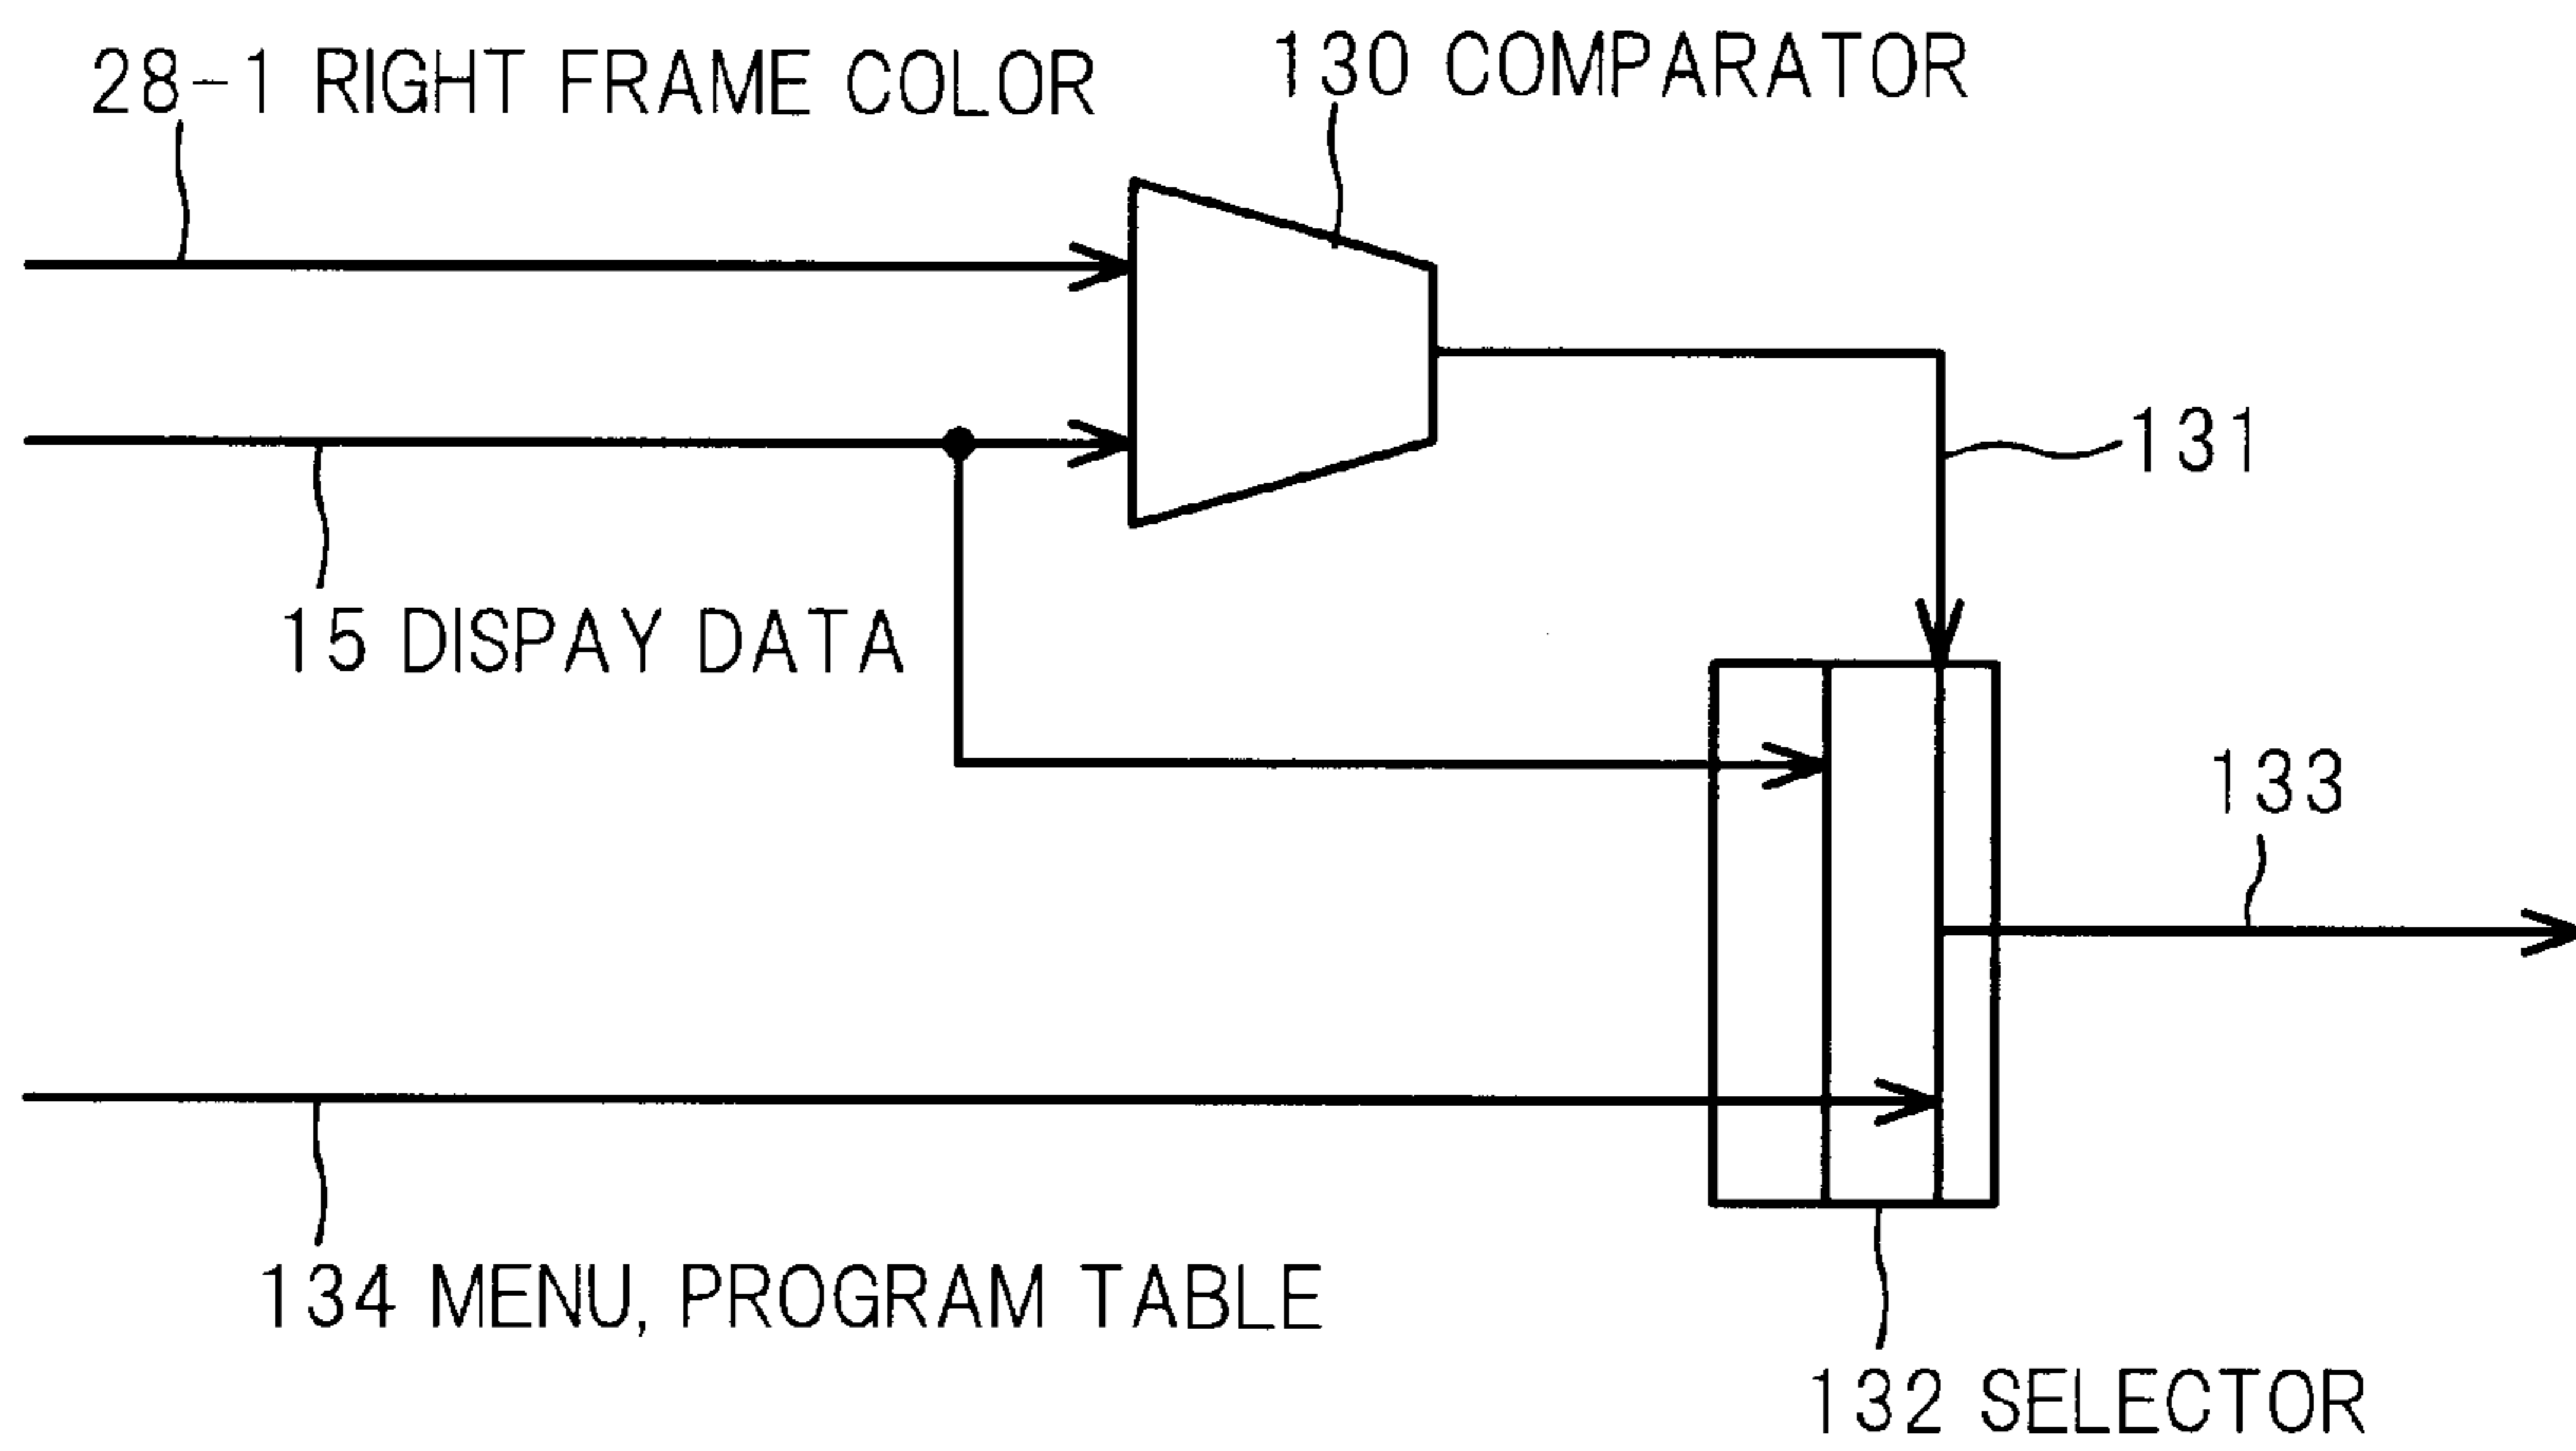 28-1 RIGHT FRAME COLOR
130 COMPARATOR
131
15 DISPAY DATA
133
134 MENU, PROGRAM TABLE
132 SELECTOR